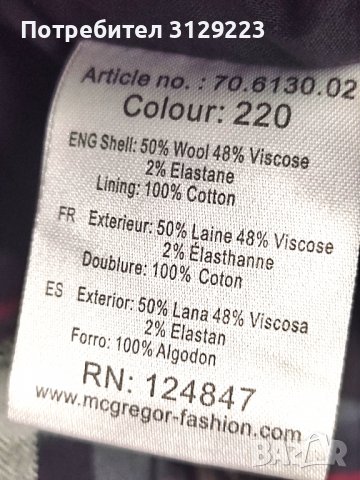 Потребител 3129223
Article no. : 70.6130.02
Colour: 220
ENG Shell: 50% Wool 48% Viscose
2% Elastane
Lining: 100% Cotton
FR Exterieur: 50% Laine 48% Viscose
2% Élasthanne
Doublure: 100% Coton
ES Exterior: 50% Lana 48% Viscosa
2% Elastan
Forro: 100% Algodon
RN: 124847
www.mcgregor-fashion.com
BAZAR